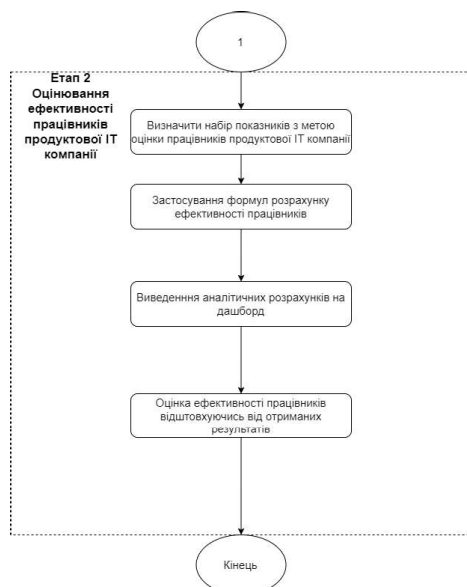 1
Етап 2
Оцінювання
ефективності
працівників
продуктової ІТ
компанії
Визначити набір показників з метою
оцінки працівників продуктової ІТ компанії
Застосування формул розрахунку
ефективності працівників
Виведенння аналітичних розрахунків на
дашборд
Оцінка ефективності працівників
відштовхуючись від отриманих
результатів
Кінець